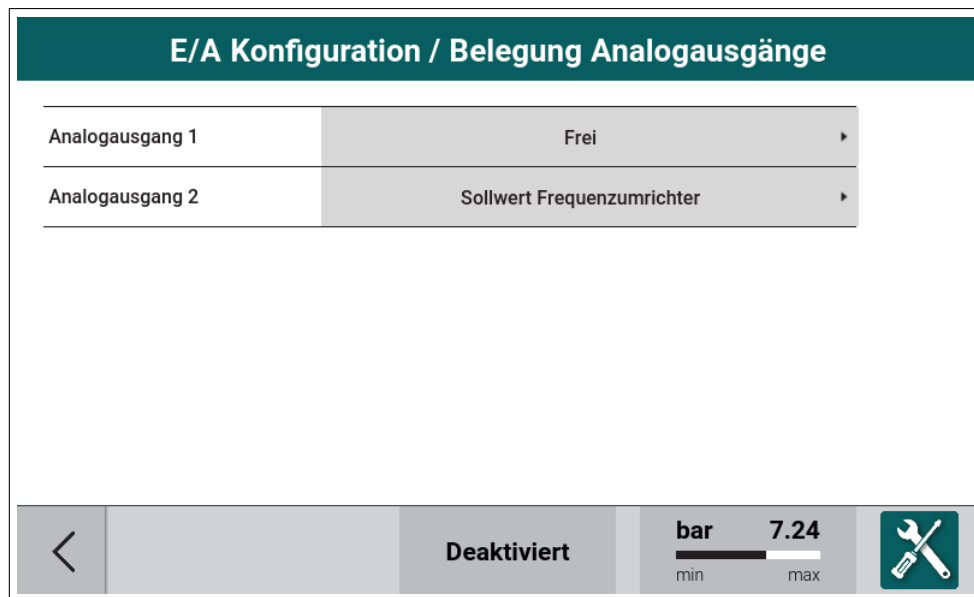 E/A Konfiguration / Belegung Analogausgänge
Analogausgang 1 Frei
Analogausgang 2 Sollwert Frequenzumrichter
Deaktiviert
bar 7.24
min max